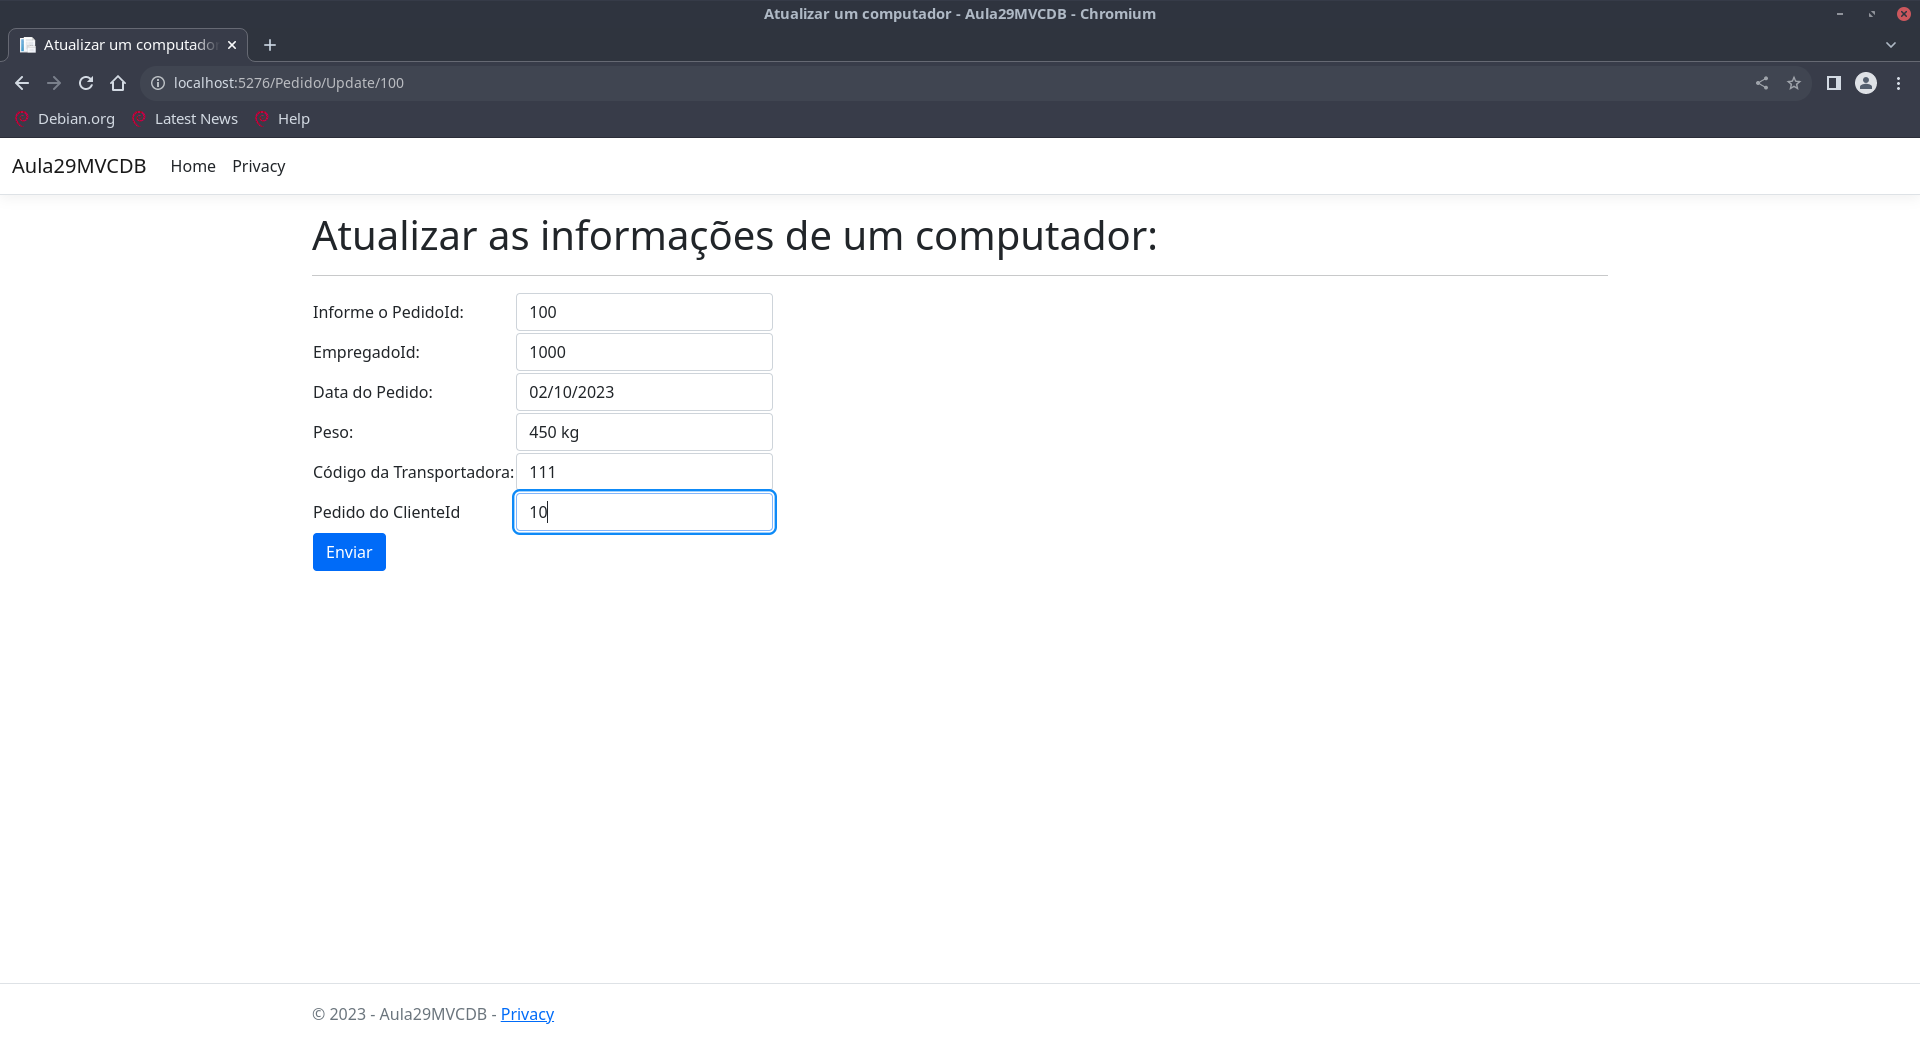 Atualizar um computador - Aula29MVCDB - Chromium
Atualizar um computador
localhost:5276/Pedido/Update/100
Debian.org Latest News Help
Aula29MVCDB Home Privacy
Atualizar as informações de um computador:
Informe o PedidoId: 100
EmpregadoId: 1000
Data do Pedido: 02/10/2023
Peso: 450 kg
Código da Transportadora: 111
Pedido do ClienteId 10
Enviar
© 2023 - Aula29MVCDB - Privacy